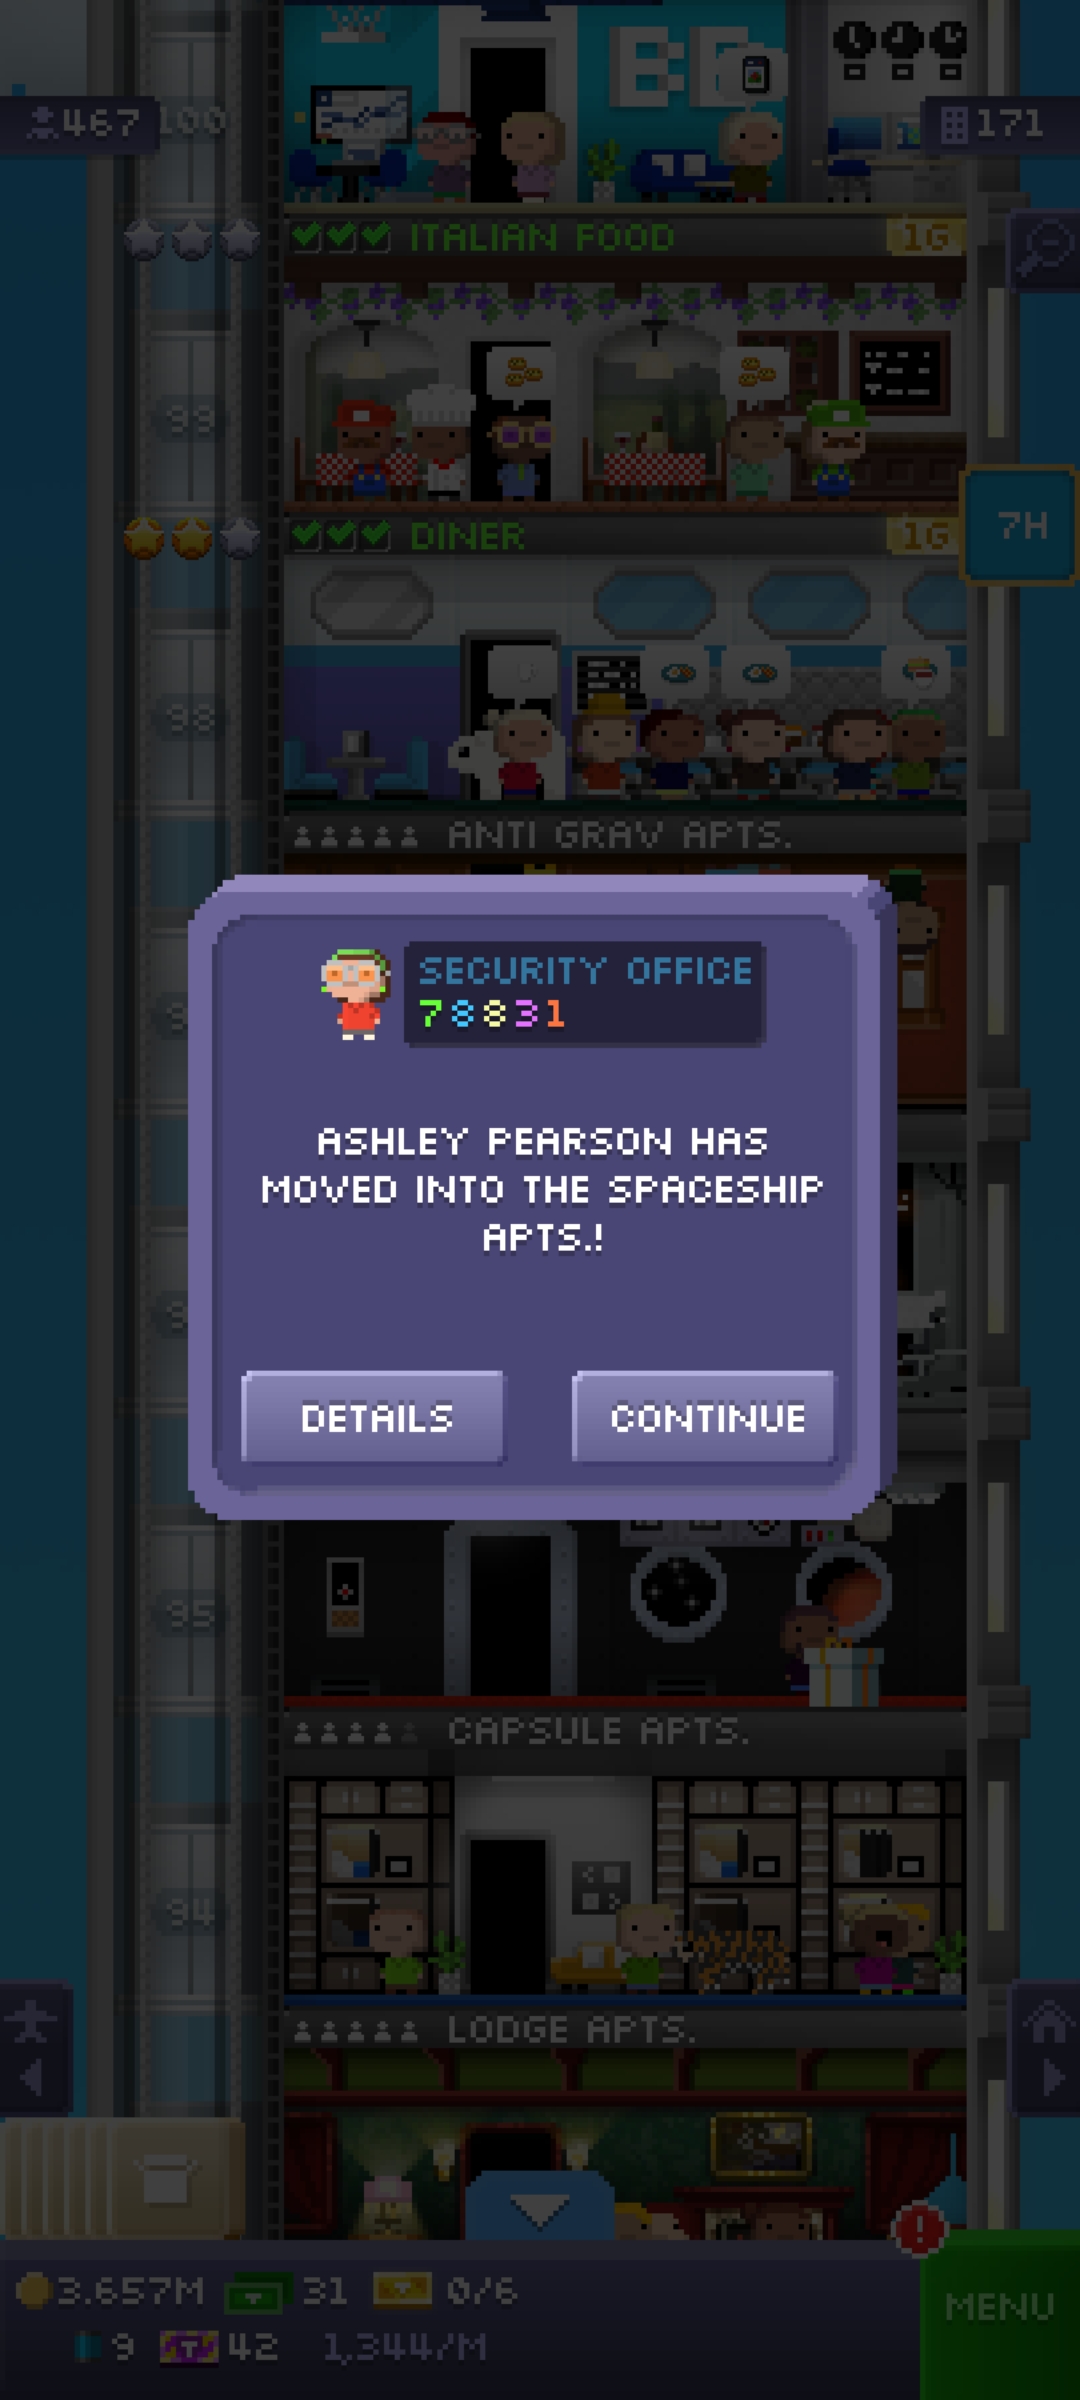 467
100
171
ITALIAN FOOD
1G
99
7H
DINER
1G
98
ANTI GRAV APTS.
SECURITY OFFICE
78831
ASHLEY PEARSON HAS
MOVED INTO THE SPACESHIP
APTS.!
DETAILS
CONTINUE
95
CAPSULE APTS.
94
LODGE APTS.
3.657M
31
0/6
MENU
9
42
1,344/M